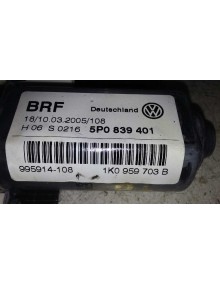 BRF Deutschland
18/10.03.2005/108
H 06 S 0216 5P0 839 401
995914-108 1K0 959 703 B